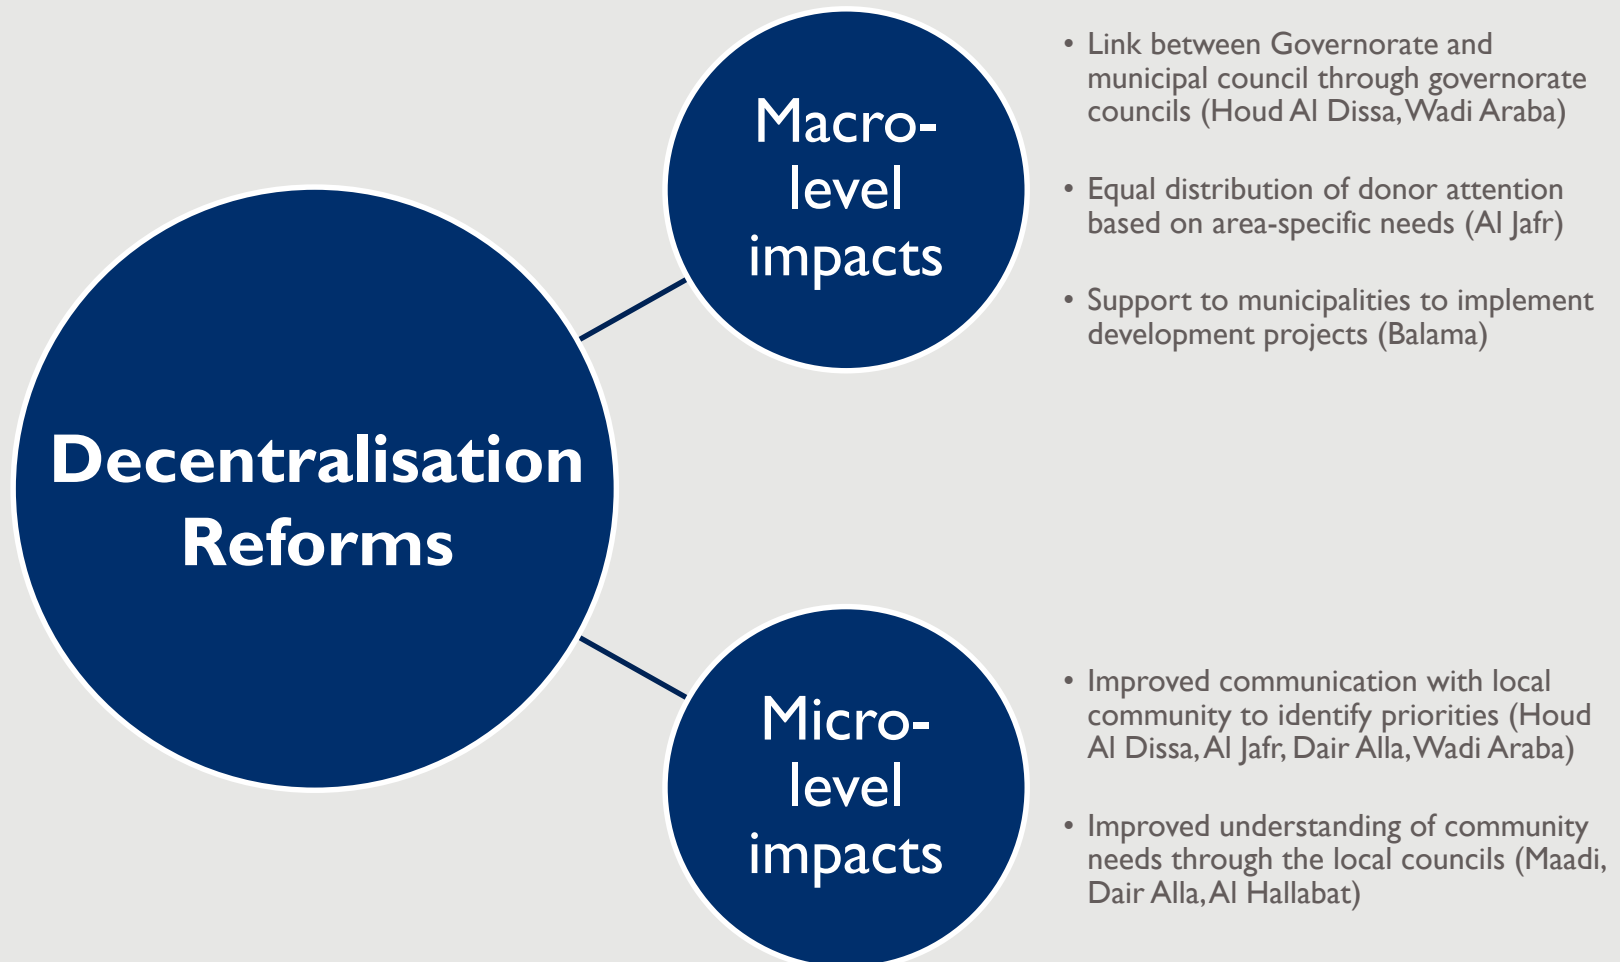 Decentralisation
Reforms
Macro-
level
impacts
• Link between Governorate and
municipal council through governorate
councils (Houd Al Dissa, Wadi Araba)
• Equal distribution of donor attention
based on area-specific needs (Al Jafr)
• Support to municipalities to implement
development projects (Balama)
Micro-
level
impacts
• Improved communication with local
community to identify priorities (Houd
Al Dissa, Al Jafr, Dair Alla, Wadi Araba)
• Improved understanding of community
needs through the local councils (Maadi,
Dair Alla, Al Hallabat)